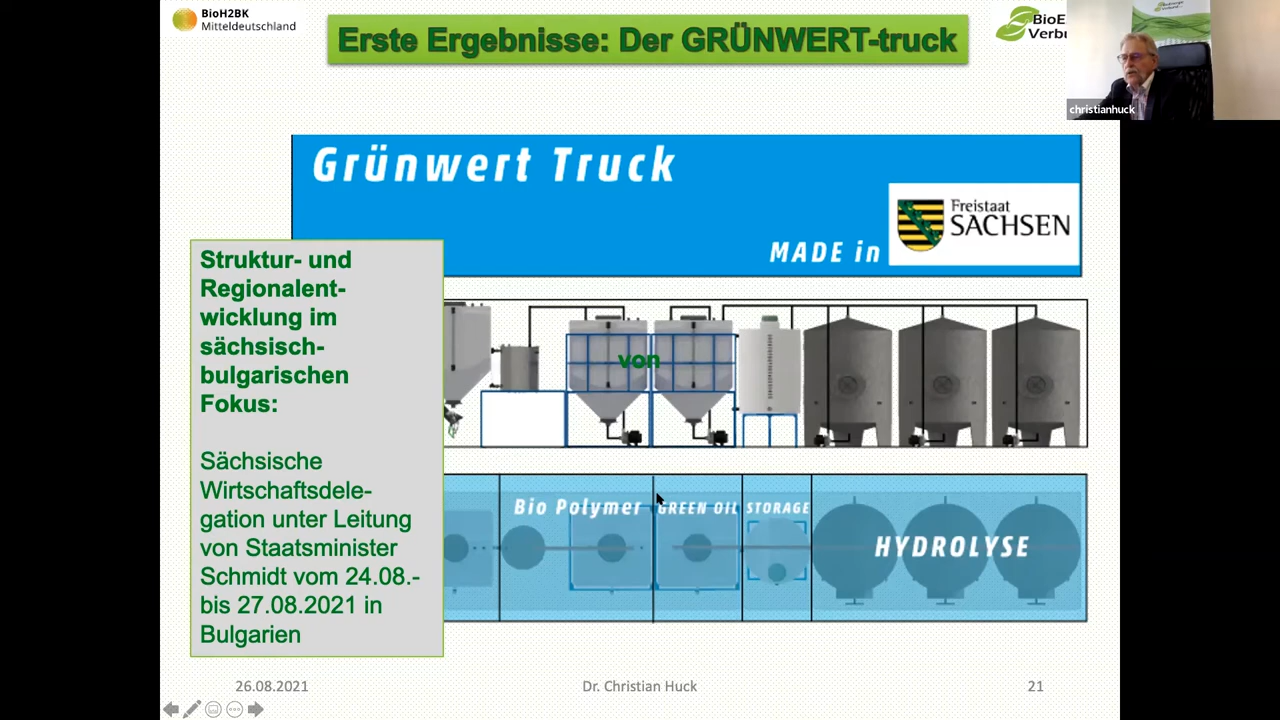 BioH2BK
Mitteldeutschland
Erste Ergebnisse: Der GRÜNWERT-truck
BioE
Verbu
christianhuck
Grünwert Truck
Freistaat
SACHSEN
MADE in
Struktur- und
Regionalent-
wicklung im
sächsisch-
bulgarischen
Fokus:
Sächsische
Wirtschaftsdele-
gation unter Leitung
von Staatsminister
Schmidt vom 24.08.-
bis 27.08.2021 in
Bulgarien
von
Bio Polymer
GREEN OIL
STORAGE
HYDROLYSE
26.08.2021
Dr. Christian Huck
21